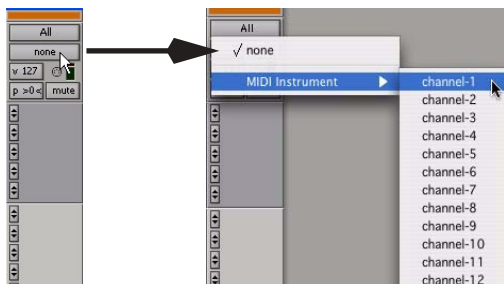 All
none
v 127
p >0<
mute
All
√ none
MIDI Instrument
channel-1
channel-2
channel-3
channel-4
channel-5
channel-6
channel-7
channel-8
channel-9
channel-10
channel-11
channel-12